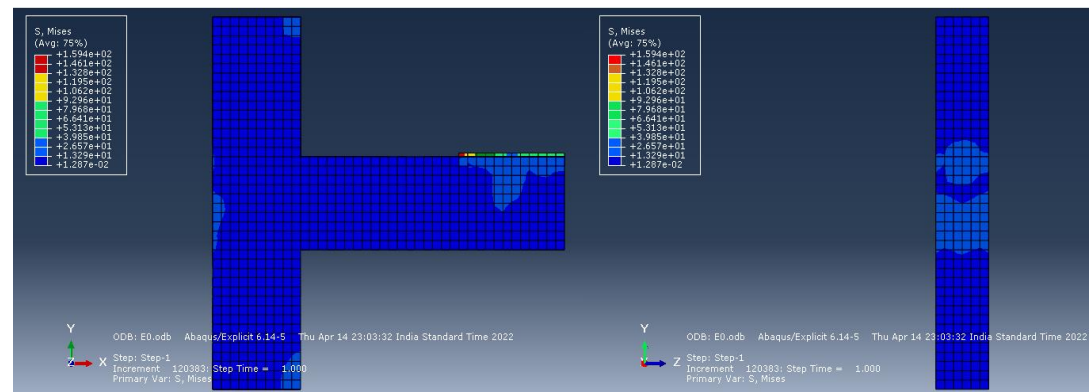 S, Mises
(Avg: 75%)
+1.594e+02
+1.461e+02
+1.328e+02
+1.195e+02
+1.062e+02
+9.296e+01
+7.968e+01
+6.641e+01
+5.313e+01
+3.985e+01
+2.657e+01
+1.329e+01
+1.287e-02
Y
Z
X
ODB: E0.odb Abaqus/Explicit 6.14-5 Thu Apr 14 23:03:32 India Standard Time 2022
Step: Step-1
Increment 120383: Step Time = 1.000
Primary Var: S, Mises
S, Mises
(Avg: 75%)
+1.594e+02
+1.461e+02
+1.328e+02
+1.195e+02
+1.062e+02
+9.296e+01
+7.968e+01
+6.641e+01
+5.313e+01
+3.985e+01
+2.657e+01
+1.329e+01
+1.287e-02
Y
Z
ODB: E0.odb Abaqus/Explicit 6.14-5 Thu Apr 14 23:03:32 India Standard Time 2022
Step: Step-1
Increment 120383: Step Time = 1.000
Primary Var: S, Mises